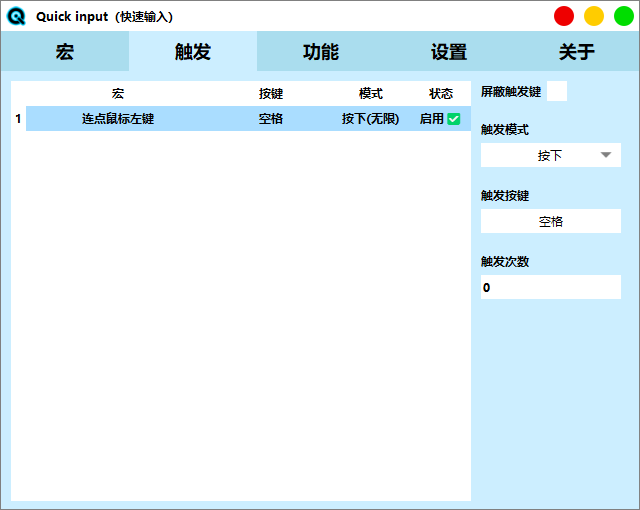 Quick input (快速输入)
宏 触发 功能 设置 关于
宏 按键 模式 状态
1 连点鼠标左键 空格 按下(无限) 启用
屏蔽触发键
触发模式
按下
触发按键
空格
触发次数
0